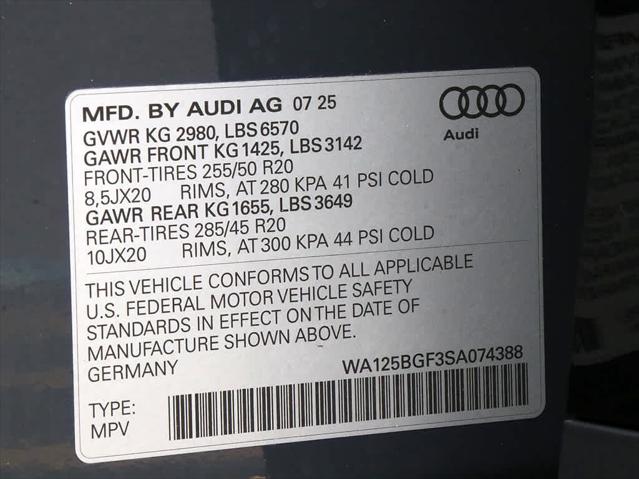 MFD. BY AUDI AG 07 25
Audi
GVWR KG 2980, LBS 6570
GAWR FRONT KG 1425, LBS 3142
FRONT-TIRES 255/50 R20
8,5JX20 RIMS, AT 280 KPA 41 PSI COLD
GAWR REAR KG 1655, LBS 3649
REAR-TIRES 285/45 R20
10JX20 RIMS, AT 300 KPA 44 PSI COLD
THIS VEHICLE CONFORMS TO ALL APPLICABLE
U.S. FEDERAL MOTOR VEHICLE SAFETY
STANDARDS IN EFFECT ON THE DATE OF
MANUFACTURE SHOWN ABOVE.
GERMANY
WA125BGF3SA074388
TYPE:
MPV